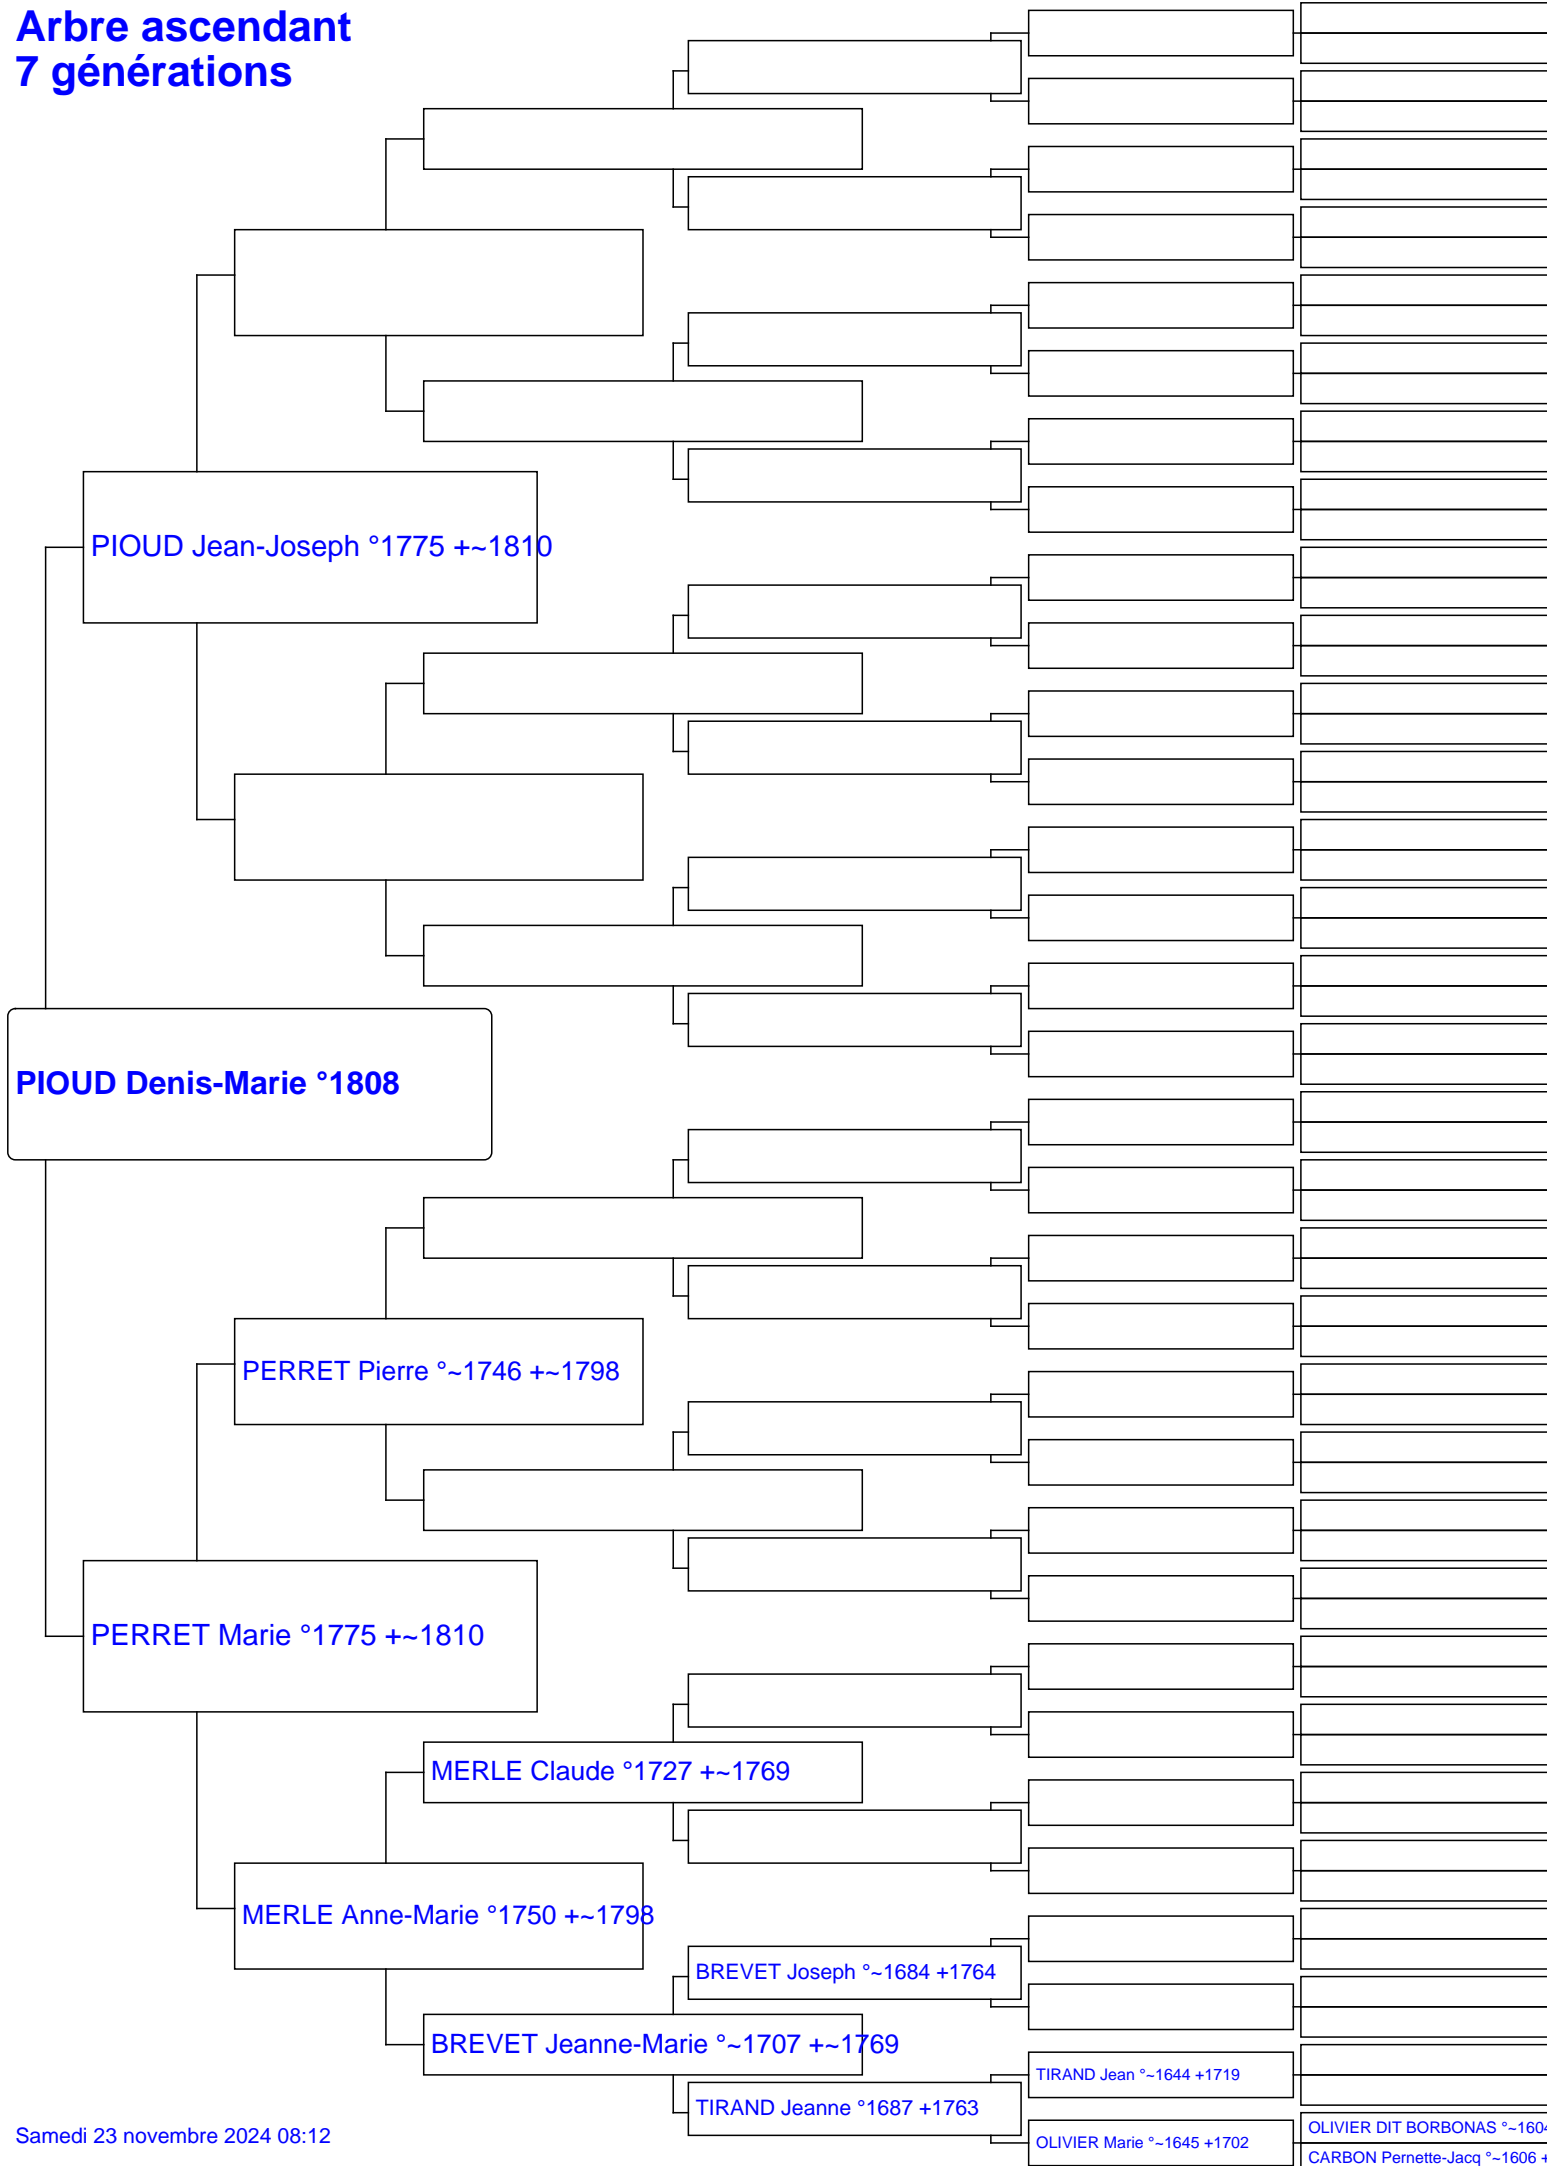 Arbre ascendant
7 générations
PIOUD Jean-Joseph °1775 +~1810
PIOUD Denis-Marie °1808
PERRET Pierre °~1746 +~1798
PERRET Marie °1775 +~1810
MERLE Claude °1727 +~1769
MERLE Anne-Marie °1750 +~1798
BREVET Joseph °~1684 +1764
BREVET Jeanne-Marie °~1707 +~1769
TIRAND Jean °~1644 +1719
TIRAND Jeanne °1687 +1763
OLIVIER DIT BORBONAS °~1604
Samedi 23 novembre 2024 08:12
OLIVIER Marie °~1645 +1702
CARBON Pernette-Jacq °~1606 +